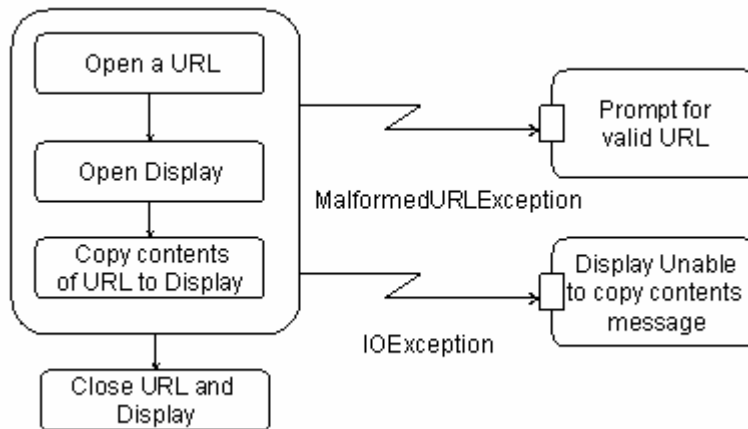 Open a URL
Open Display
Copy contents
of URL to Display
Close URL and
Display
MalformedURLException
IOException
Prompt for
valid URL
Display Unable
to copy contents
message